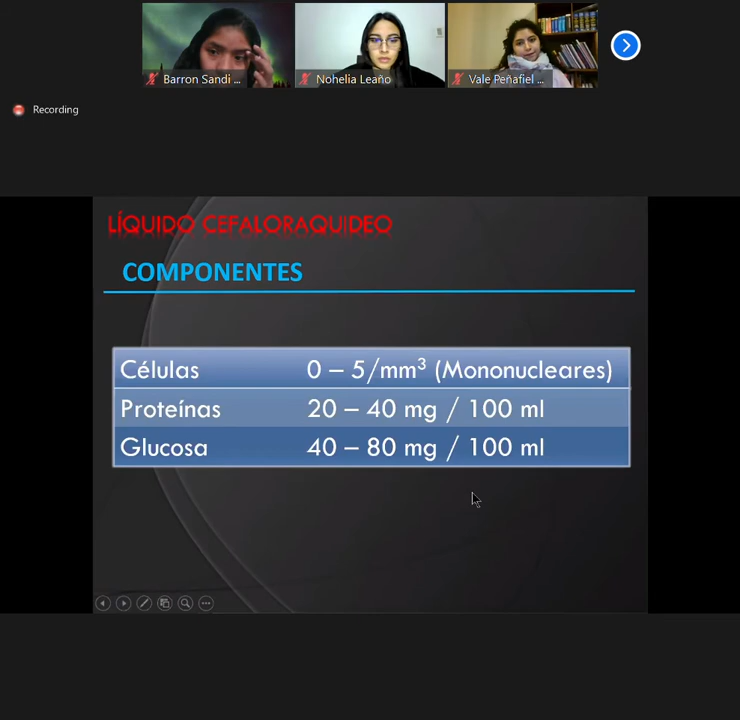 Barron Sandi ...
Nohelia Leaño
Vale Peñafiel ...
Recording
LÍQUIDO CEFALORAQUIDEO
COMPONENTES
Células 0 – 5/mm³ (Mononucleares)
Proteínas 20 – 40 mg / 100 ml
Glucosa 40 – 80 mg / 100 ml